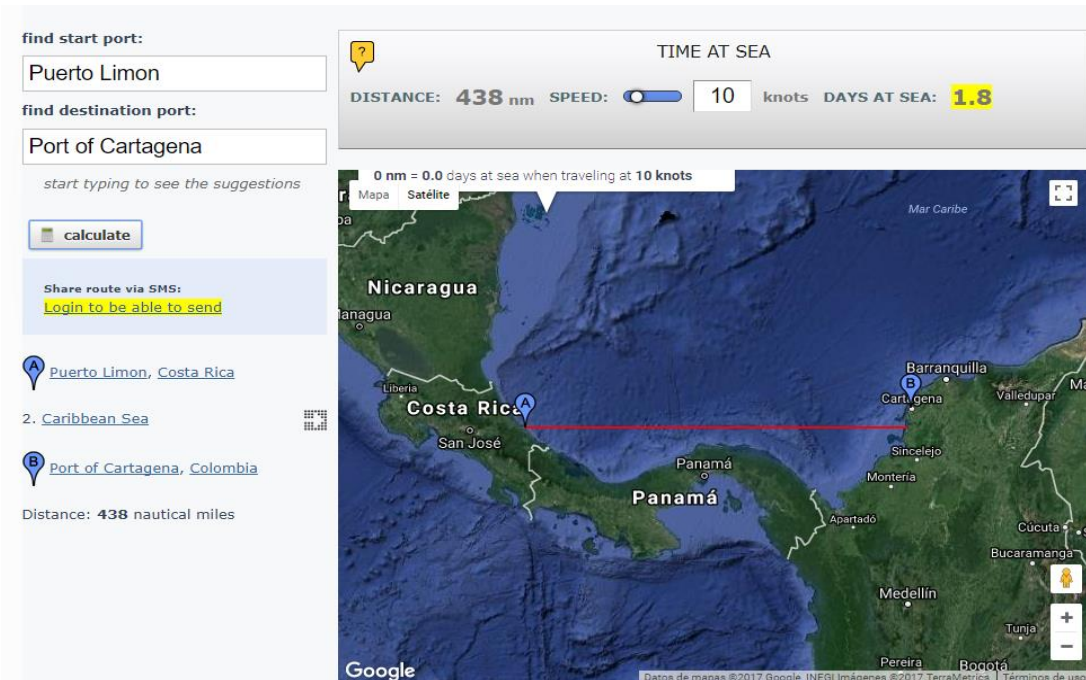 find start port:
Puerto Limon
find destination port:
Port of Cartagena
start typing to see the suggestions
calculate
Share route via SMS:
Login to be able to send
A Puerto Limon, Costa Rica
2. Caribbean Sea
B Port of Cartagena, Colombia
Distance: 438 nautical miles
?
TIME AT SEA
DISTANCE: 438 nm SPEED: 10 knots DAYS AT SEA: 1.8
0 nm = 0.0 days at sea when traveling at 10 knots
Mapa Satélite
Mar Caribe
Nicaragua
Barranquilla
B
Valledupar
Liberia
Costa Rica
A
San José
Sincelejo
Panamá
Montería
Panamá
Apartadó
Cúcuta
Bucaramanga
Medellín
+
Tunja
−
Pereira
Bogotá
Google
Datos de mapas ©2017 Google, INEGI Imágenes ©2017 TerraMetrics
Términos de uso